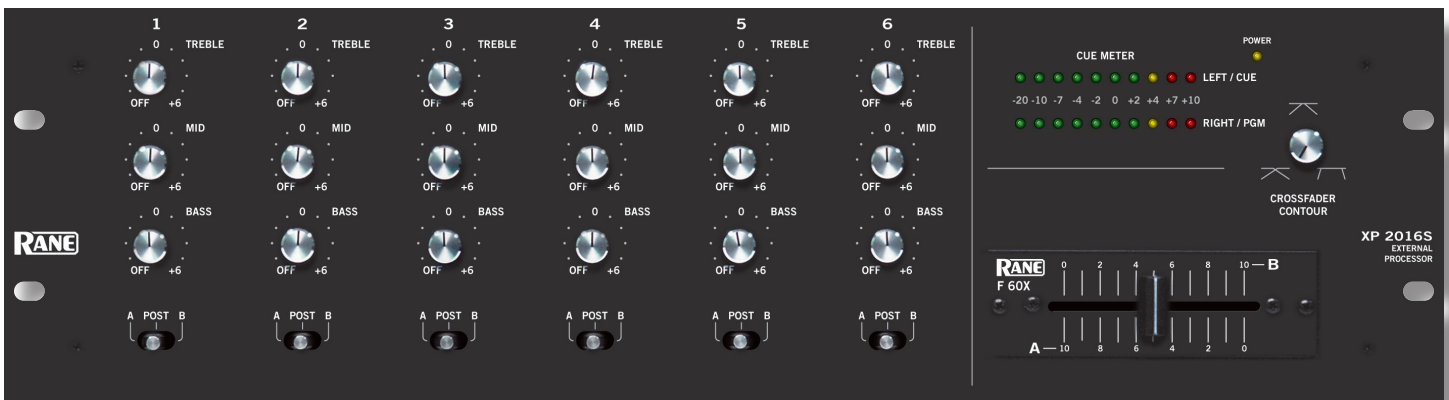 1 2 3 4 5 6
0 TREBLE 0 TREBLE 0 TREBLE 0 TREBLE 0 TREBLE 0 TREBLE
OFF +6 OFF +6 OFF +6 OFF +6 OFF +6 OFF +6
0 MID 0 MID 0 MID 0 MID 0 MID 0 MID
OFF +6 OFF +6 OFF +6 OFF +6 OFF +6 OFF +6
0 BASS 0 BASS 0 BASS 0 BASS 0 BASS 0 BASS
RANE
OFF +6 OFF +6 OFF +6 OFF +6 OFF +6 OFF +6
A POST B A POST B A POST B A POST B A POST B A POST B
POWER
CUE METER
LEFT / CUE
-20 -10 -7 -4 -2 0 +2 +4 +7 +10
RIGHT / PGM
CROSSFADER
CONTOUR
XP 2016S
EXTERNAL
PROCESSOR
RANE
F 60X
0 2 4 6 8 10 B
A 10 8 6 4 2 0